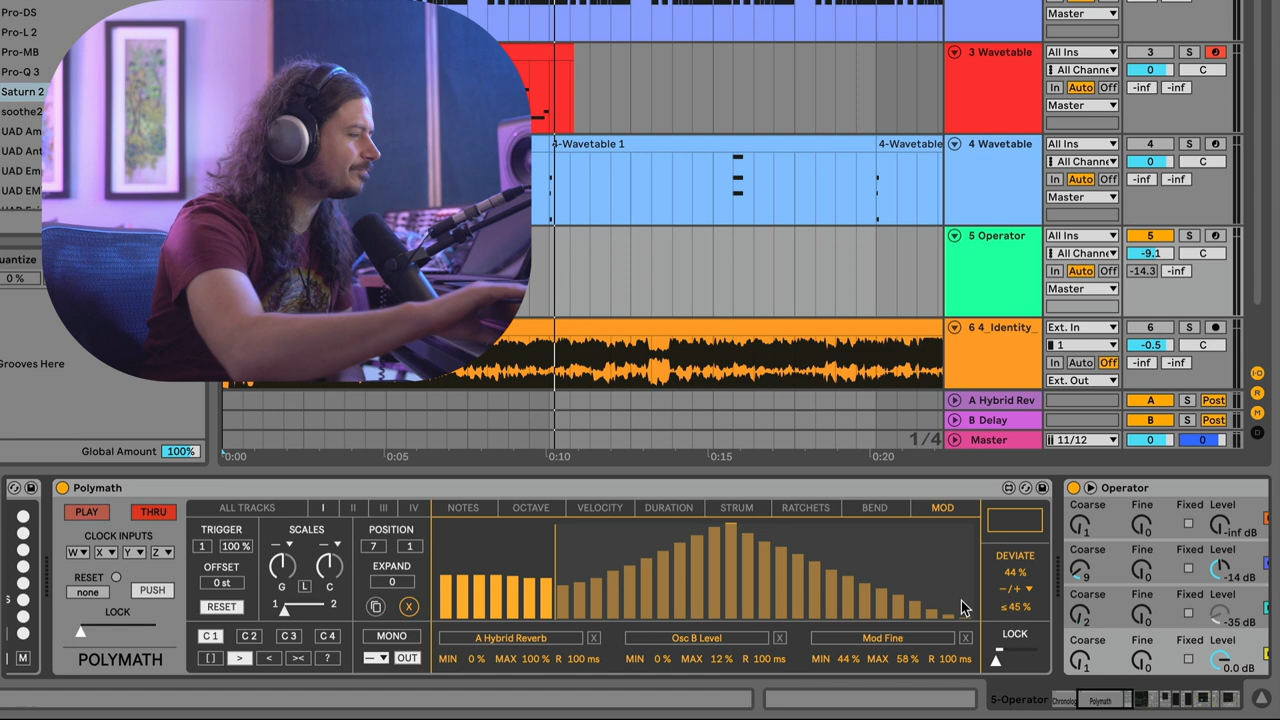 Pro-DS
Pro-L 2
Pro-MB
Pro-Q 3
Saturn 2
soothe2
UAD Am
UAD Ant
UAD Em
UAD EM
uantize
0 %
Grooves Here
Global Amount 100%
4-Wavetable 1
4-Wavetable
1/4
0:00 0:05 0:10 0:15 0:20
Master
3 Wavetable All Ins 3 S
All Channe 0 C
In Auto Off -inf -inf
Master
4 Wavetable All Ins 4 S
All Channe 0 C
In Auto Off -inf -inf
Master
5 Operator All Ins 5 S
All Channe -9.1 C
In Auto Off -14.3 -inf
Master
6 4_Identity_ Ext. In 6 S
1 -0.5 C
In Auto Off -inf -inf
Ext. Out
A Hybrid Rev A S Post
B Delay B S Post
Master 11/12 0 0
I·O
R
M
D
Polymath
PLAY THRU
CLOCK INPUTS
W X Y Z
RESET
none PUSH
LOCK
POLYMATH
ALL TRACKS I II III IV
TRIGGER SCALES POSITION
1 100 % 7 1
OFFSET EXPAND
0 st G L C 0
RESET 1 2 X
C 1 C 2 C 3 C 4 MONO
[ ] > < >< ? OUT
NOTES OCTAVE VELOCITY DURATION STRUM RATCHETS BEND MOD
A Hybrid Reverb X Osc B Level X Mod Fine X
MIN 0 % MAX 100 % R 100 ms MIN 0 % MAX 12 % R 100 ms MIN 44 % MAX 58 % R 100 ms
DEVIATE
44 %
-/+
≤ 45 %
LOCK
Operator
Coarse Fine Fixed Level
1 0 -inf dB
Coarse Fine Fixed Level
9 0 -14 dB
Coarse Fine Fixed Level
2 0 -35 dB
Coarse Fine Fixed Level
1 0 0.0 dB
M
5-Operator Chronolog Polymath